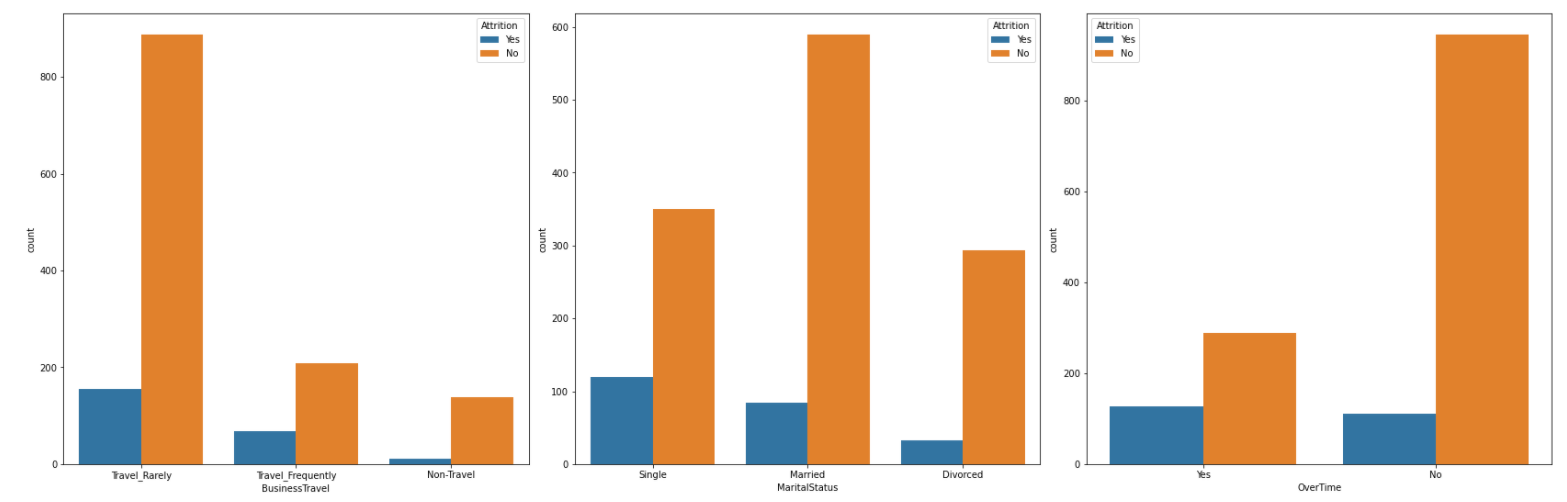 Attrition
Yes
No
800
600
400
200
0
count
Travel_Rarely
Travel_Frequently
Non-Travel
BusinessTravel
Attrition
Yes
No
600
500
400
300
200
100
0
count
Single
Married
Divorced
MaritalStatus
Attrition
Yes
No
800
600
400
200
0
count
Yes
No
OverTime